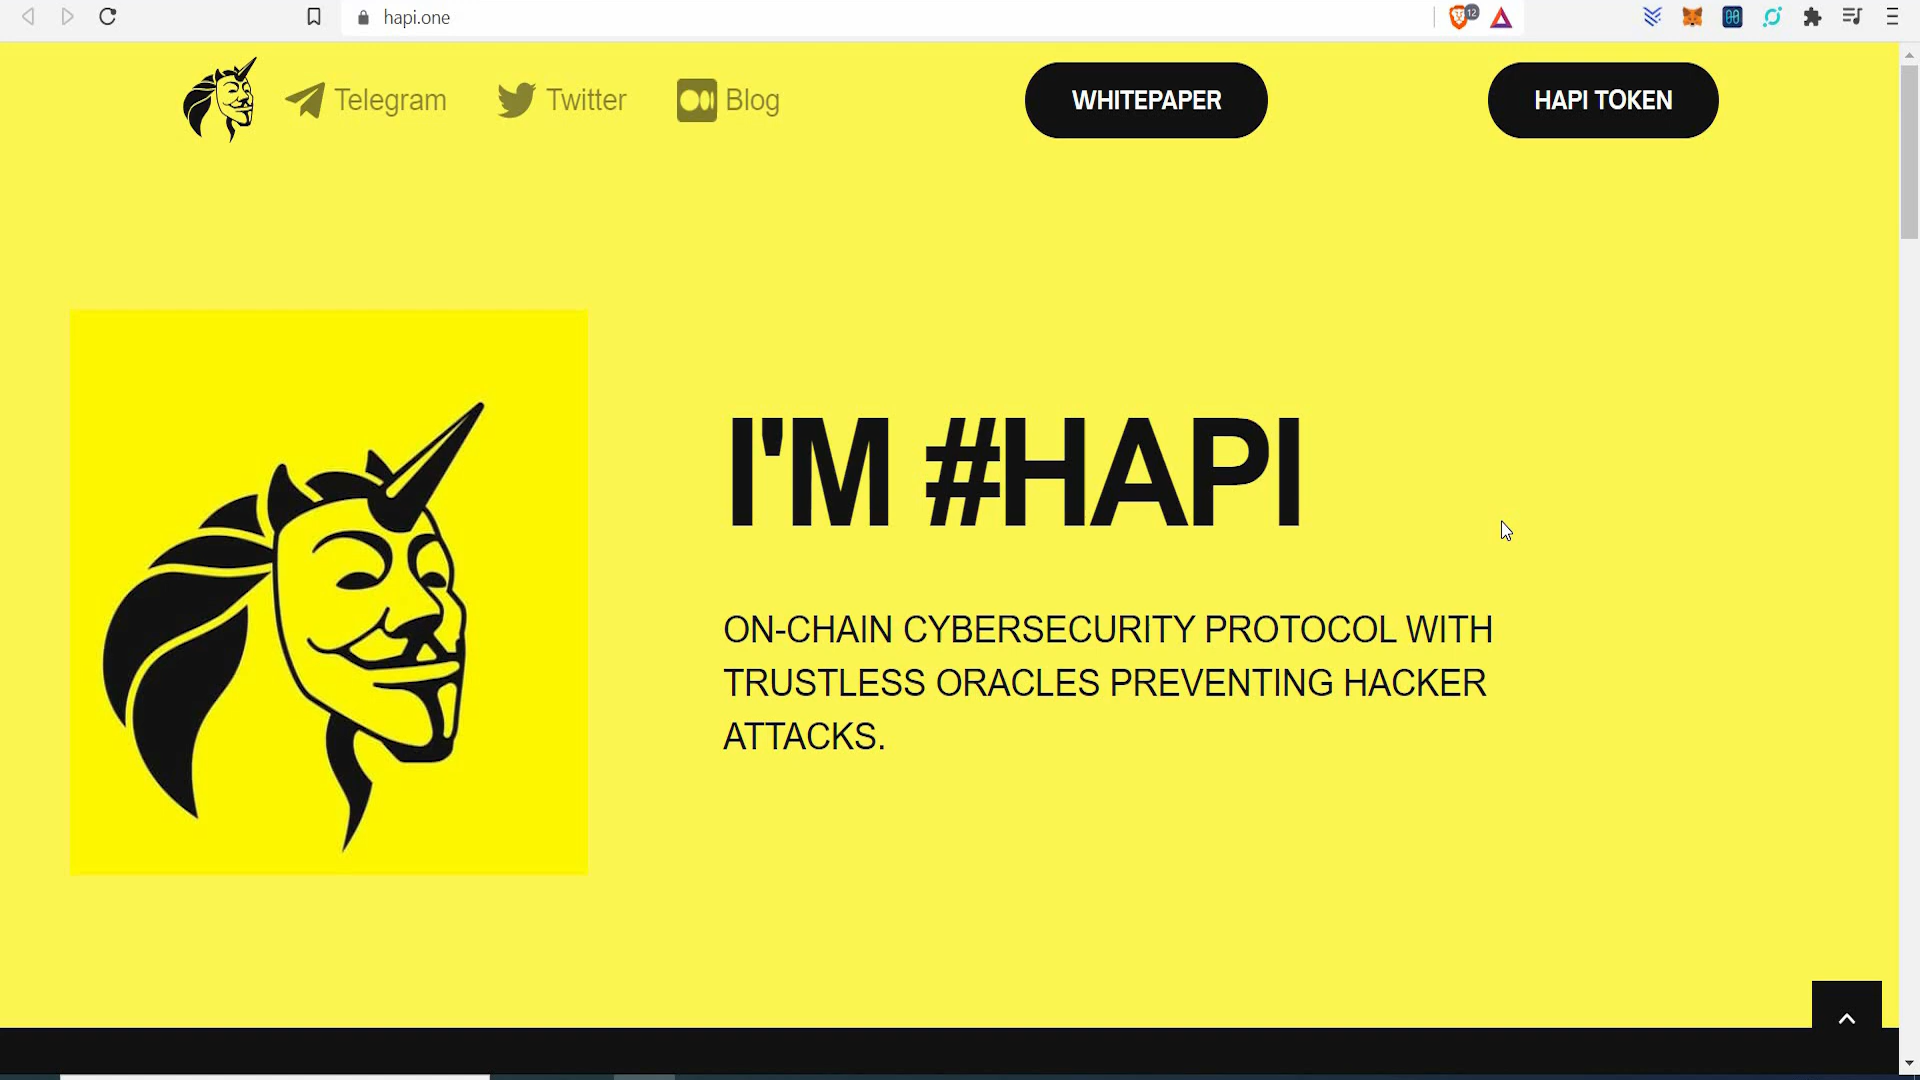 hapi.one
12
Telegram
Twitter
Blog
WHITEPAPER
HAPI TOKEN
I'M #HAPI
ON-CHAIN CYBERSECURITY PROTOCOL WITH
TRUSTLESS ORACLES PREVENTING HACKER
ATTACKS.